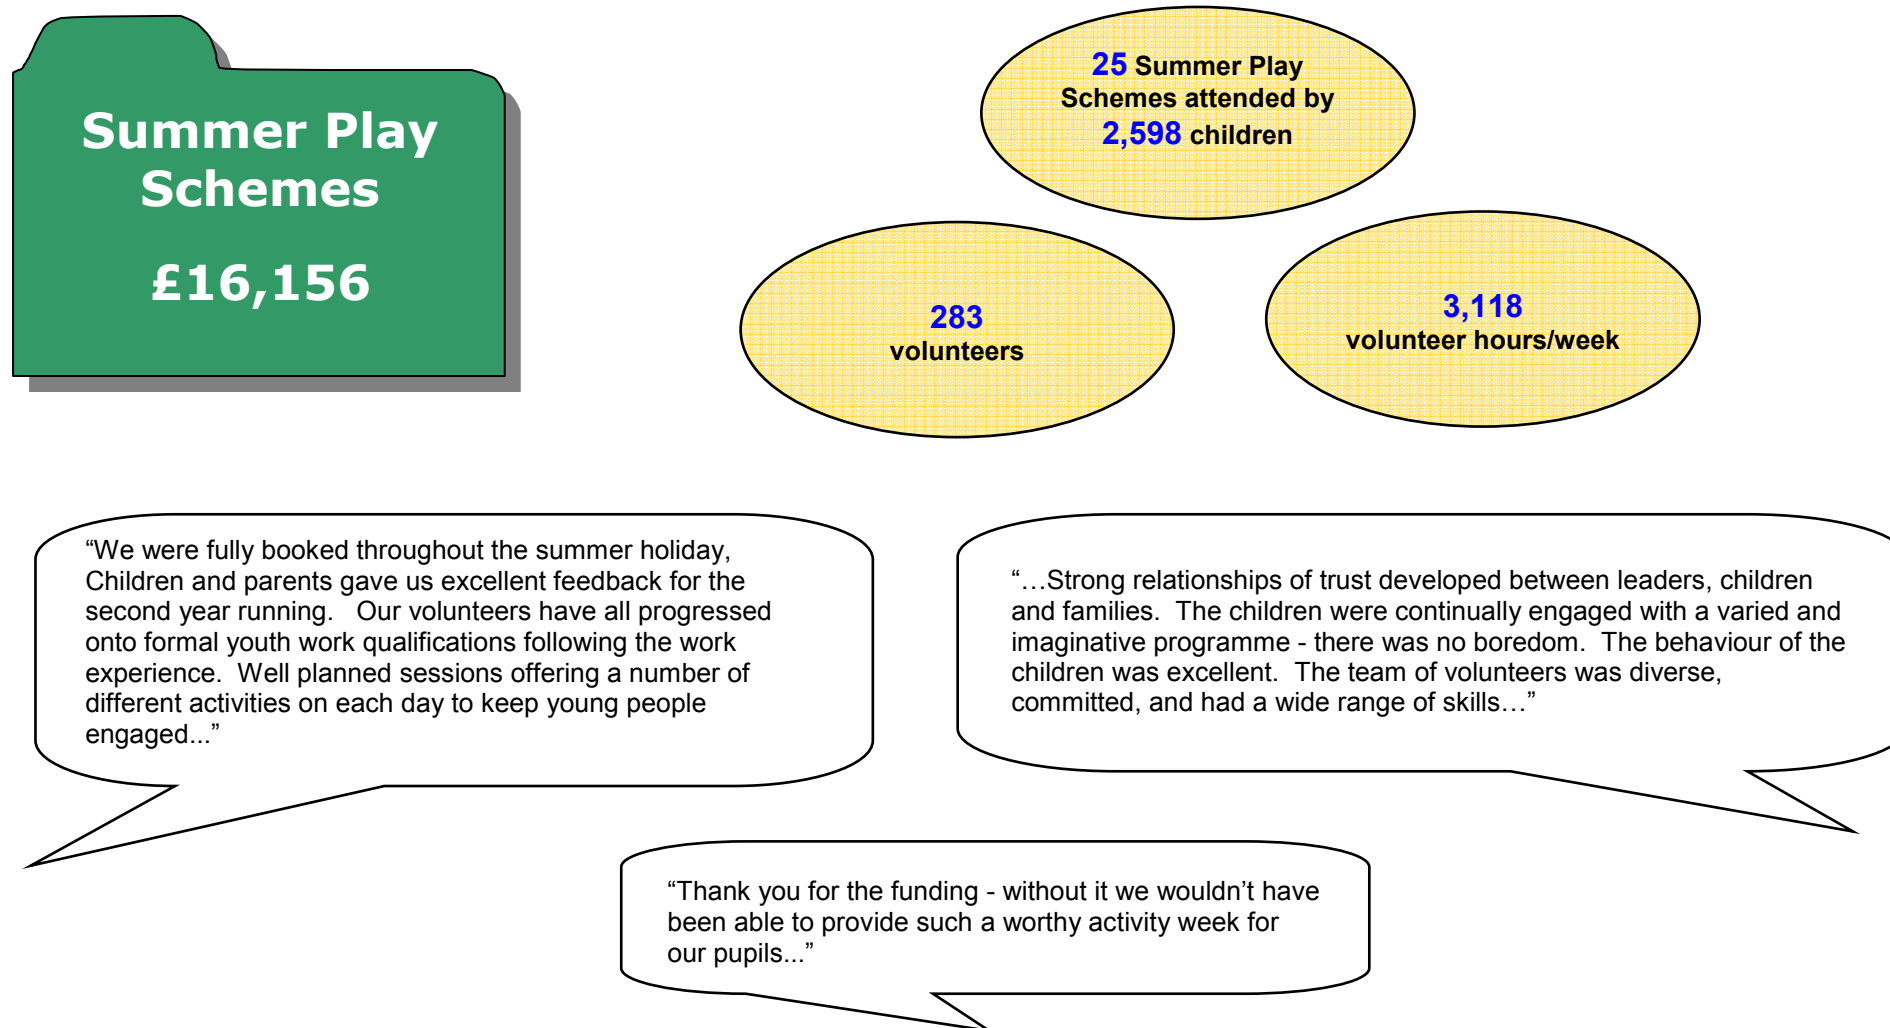 Summer Play
Schemes
£16,156
25 Summer Play
Schemes attended by
2,598 children
283
volunteers
3,118
volunteer hours/week
“We were fully booked throughout the summer holiday,
Children and parents gave us excellent feedback for the
second year running.   Our volunteers have all progressed
onto formal youth work qualifications following the work
experience.  Well planned sessions offering a number of
different activities on each day to keep young people
engaged...”
“…Strong relationships of trust developed between leaders, children
and families.  The children were continually engaged with a varied and
imaginative programme - there was no boredom.  The behaviour of the
children was excellent.  The team of volunteers was diverse,
committed, and had a wide range of skills…”
“Thank you for the funding - without it we wouldn’t have
been able to provide such a worthy activity week for
our pupils...”